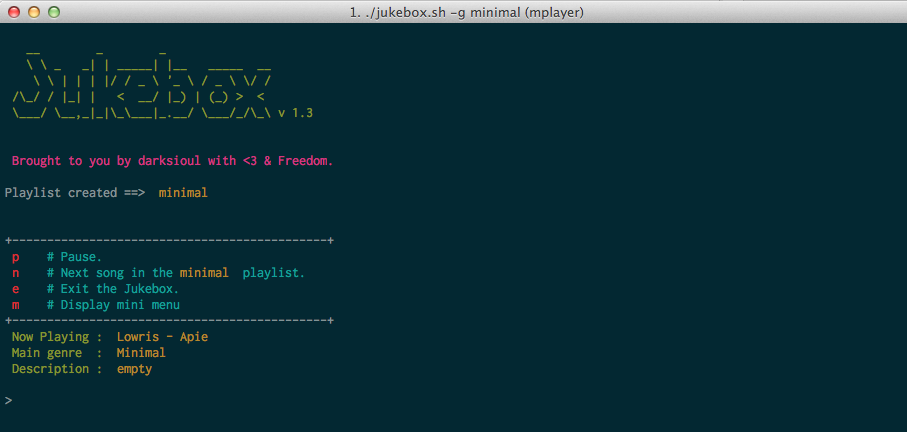 1. ./jukebox.sh -g minimal (mplayer)
Jukebox v 1.3
Brought to you by darksioul with <3 & Freedom.
Playlist created ==> minimal
p # Pause.
n # Next song in the minimal playlist.
e # Exit the Jukebox.
m # Display mini menu
Now Playing : Lowris - Apie
Main genre : Minimal
Description : empty
>